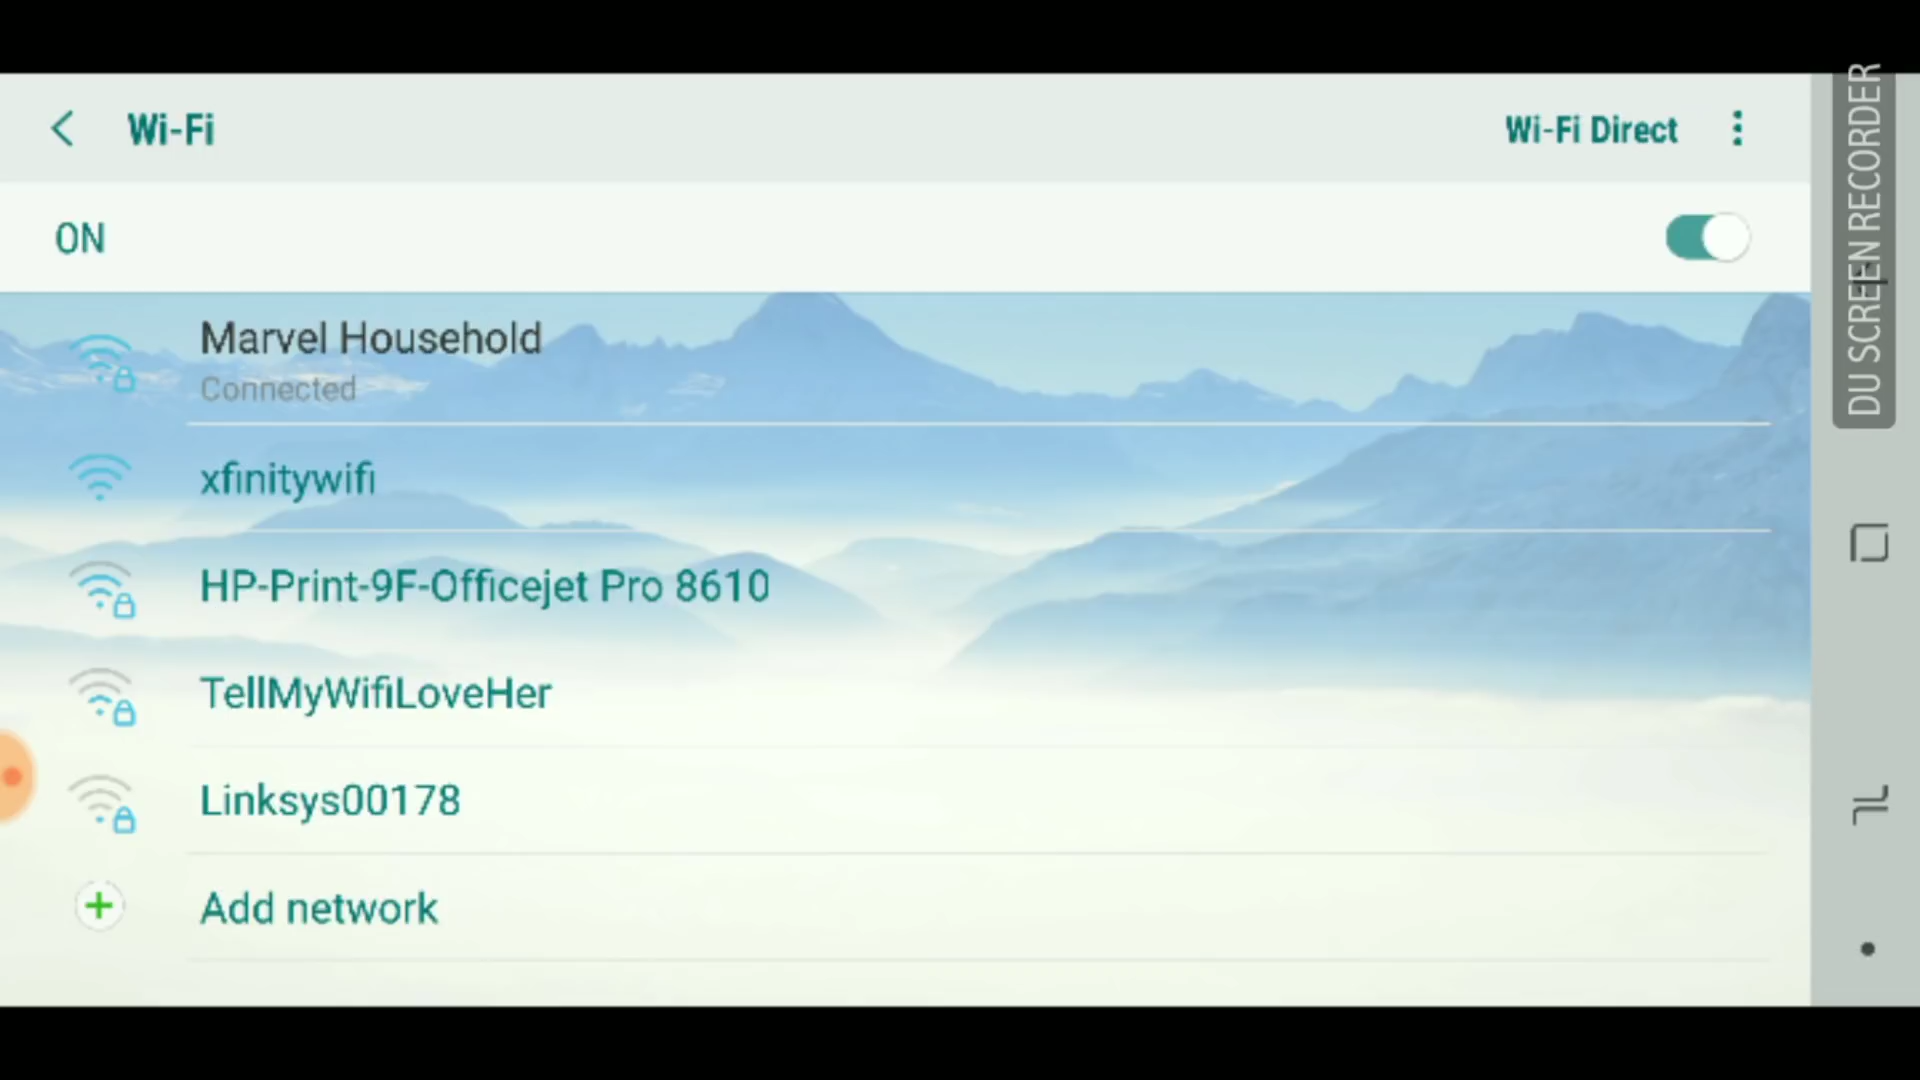 Wi-Fi
Wi-Fi Direct
ON
Marvel Household
Connected
xfinitywifi
HP-Print-9F-Officejet Pro 8610
TellMyWifiLoveHer
Linksys00178
Add network
DU SCREEN RECORDER